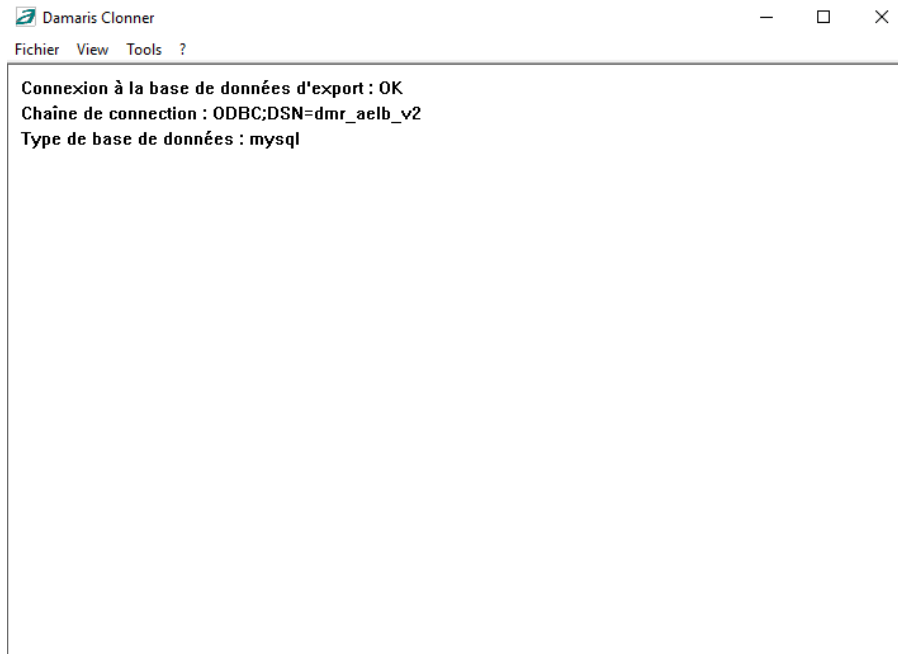 Damaris Clonner
Fichier View Tools ?
Connexion à la base de données d'export : OK
Chaîne de connection : ODBC;DSN=dmr_aelb_v2
Type de base de données : mysql